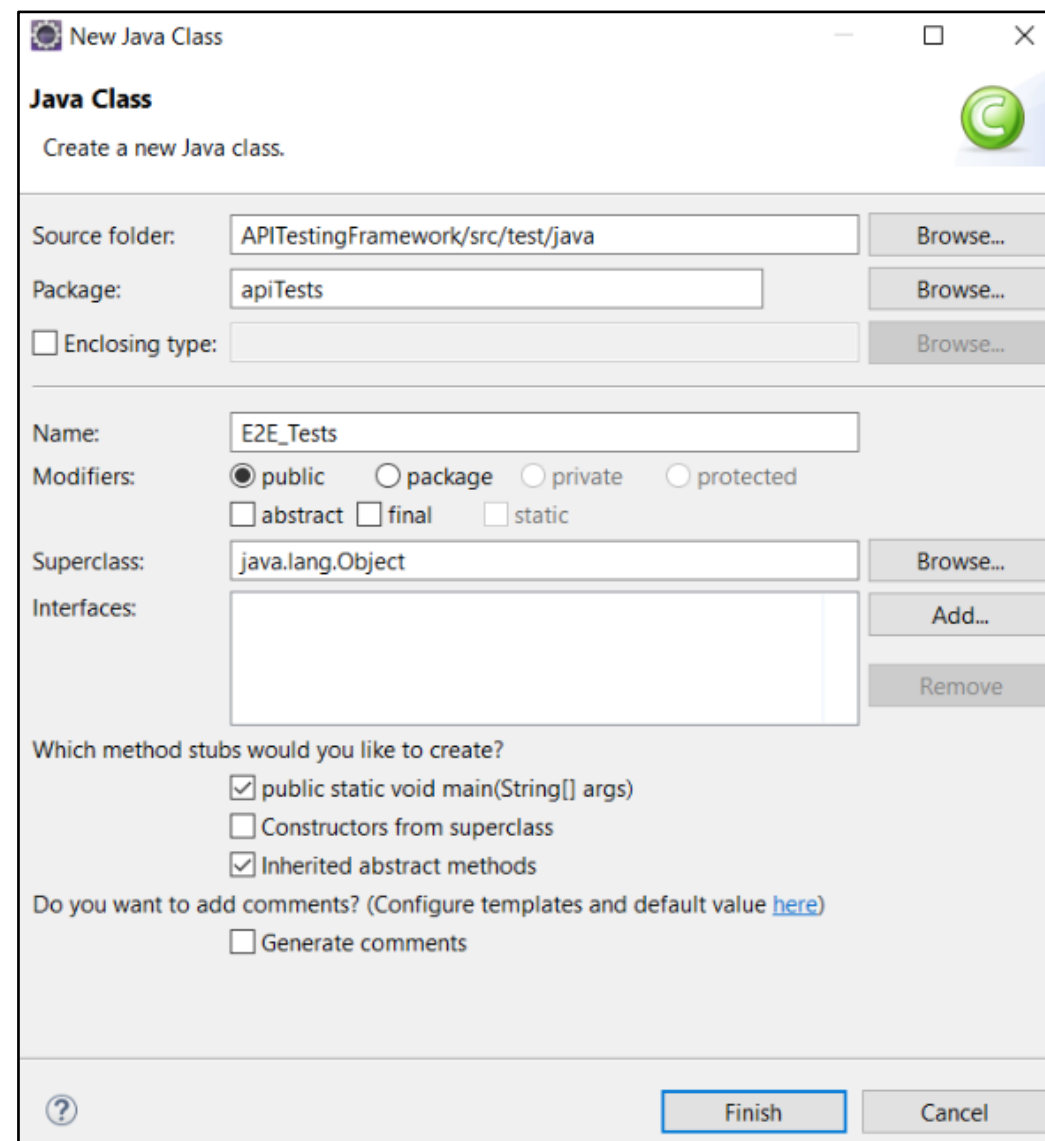 New Java Class
Java Class
Create a new Java class.
Source folder: APITestingFramework/src/test/java Browse...
Package: apiTests Browse...
Enclosing type: Browse...
Name: E2E_Tests
Modifiers: public package private protected
abstract final static
Superclass: java.lang.Object Browse...
Interfaces: Add...
Remove
Which method stubs would you like to create?
public static void main(String[] args)
Constructors from superclass
Inherited abstract methods
Do you want to add comments? (Configure templates and default value here)
Generate comments
Finish Cancel